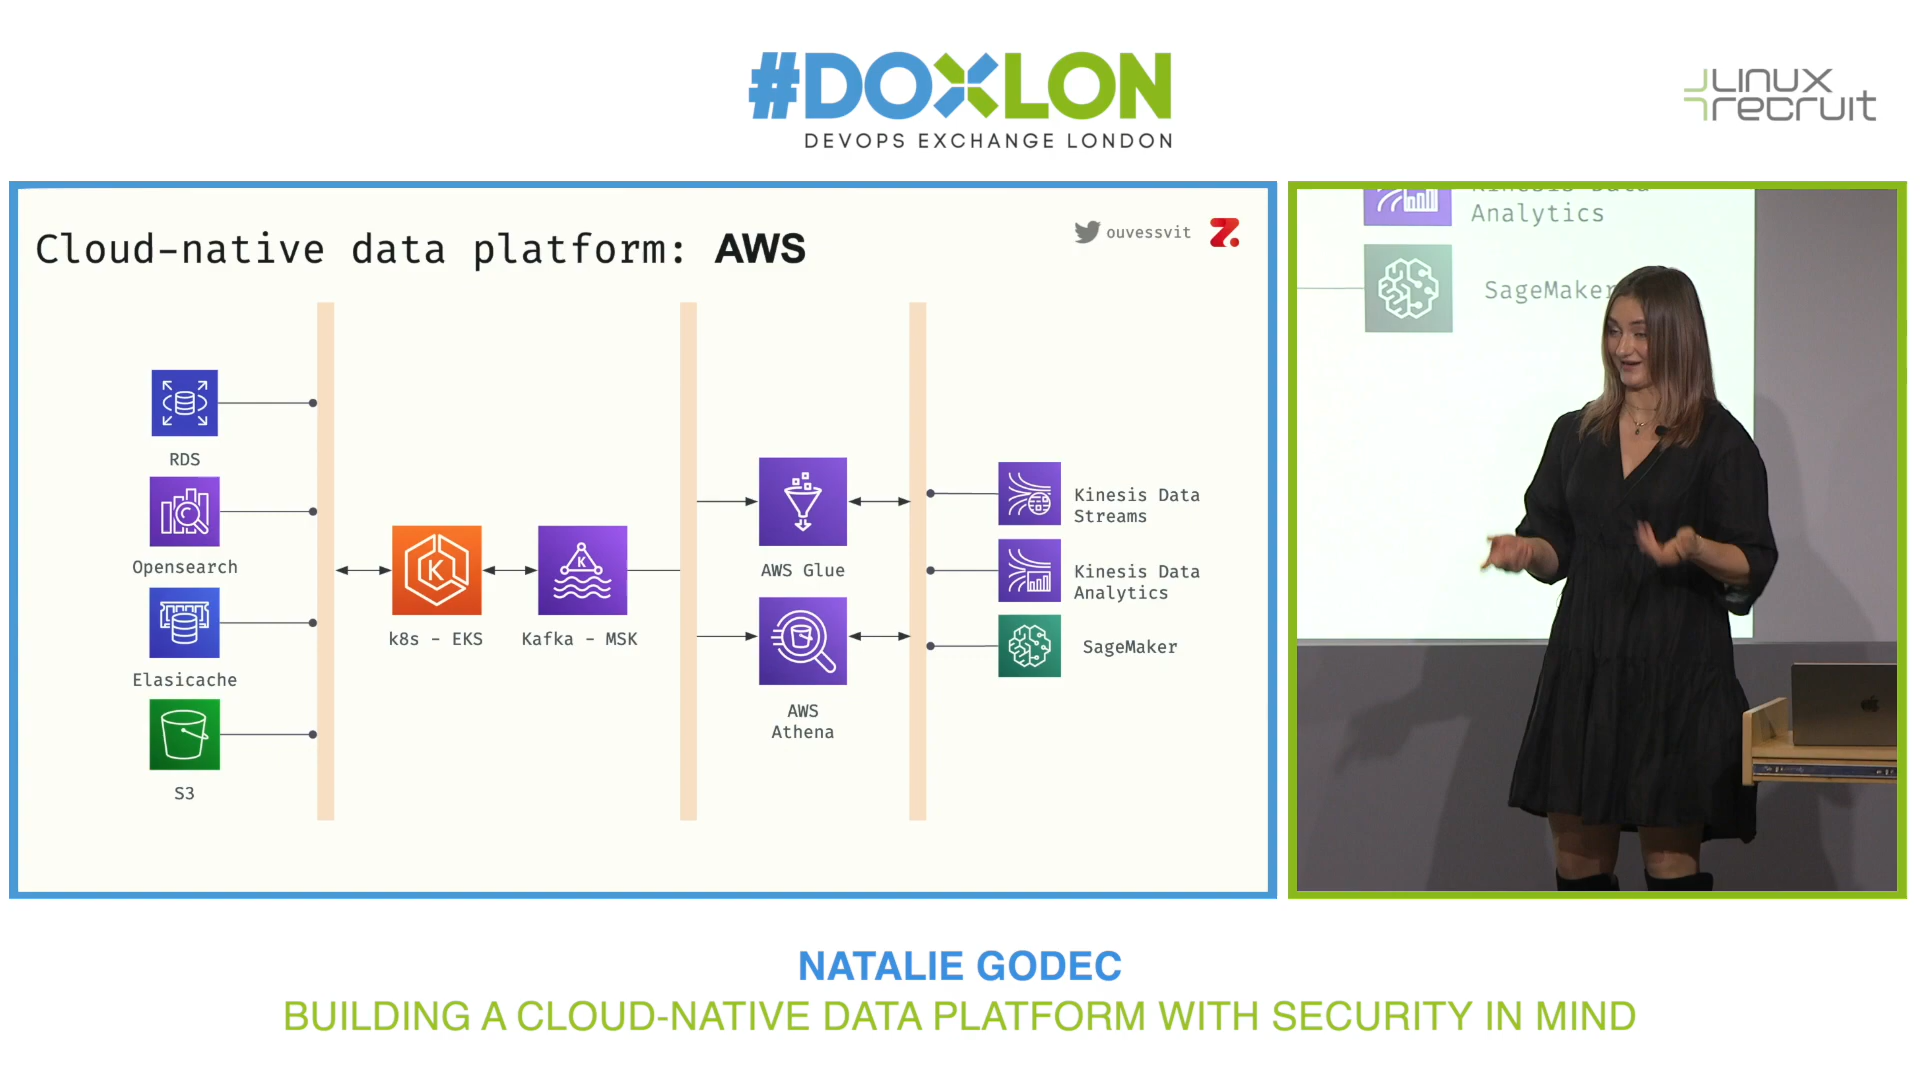 #DOXLON
DEVOPS EXCHANGE LONDON
LINUX
recruit
Cloud-native data platform: AWS
ouvessvit
Z.
RDS
Opensearch
Elasicache
S3
k8s - EKS
Kafka - MSK
K
K
AWS Glue
AWS
Athena
Kinesis Data
Streams
Kinesis Data
Analytics
SageMaker
Kinesis Data
Analytics
SageMaker
NATALIE GODEC
BUILDING A CLOUD-NATIVE DATA PLATFORM WITH SECURITY IN MIND